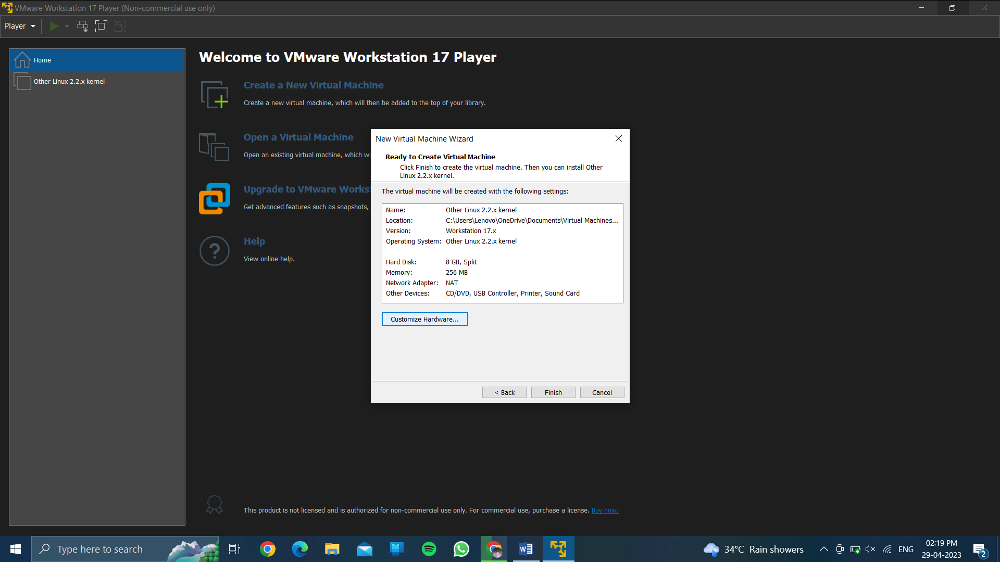 VMware Workstation 17 Player (Non-commercial use only)
Player
Home
Other Linux 2.2.x kernel
Welcome to VMware Workstation 17 Player
Create a New Virtual Machine
Create a new virtual machine, which will then be added to the top of your library.
Open a Virtual Machine
Open an existing virtual machine, which wi
Upgrade to VMware Works
Get advanced features such as snapshots,
Help
View online help.
New Virtual Machine Wizard
Ready to Create Virtual Machine
Click Finish to create the virtual machine. Then you can install Other
Linux 2.2.x kernel.
The virtual machine will be created with the following settings:
Name: Other Linux 2.2.x kernel
Location: C:\Users\Lenovo\OneDrive\Documents\Virtual Machines...
Version: Workstation 17.x
Operating System: Other Linux 2.2.x kernel
Hard Disk: 8 GB, Split
Memory: 256 MB
Network Adapter: NAT
Other Devices: CD/DVD, USB Controller, Printer, Sound Card
Customize Hardware...
< Back Finish Cancel
This product is not licensed and is authorized for non-commercial use only. For commercial use, purchase a license. Buy now.
Type here to search
34°C Rain showers
ENG
02:19 PM
29-04-2023
2